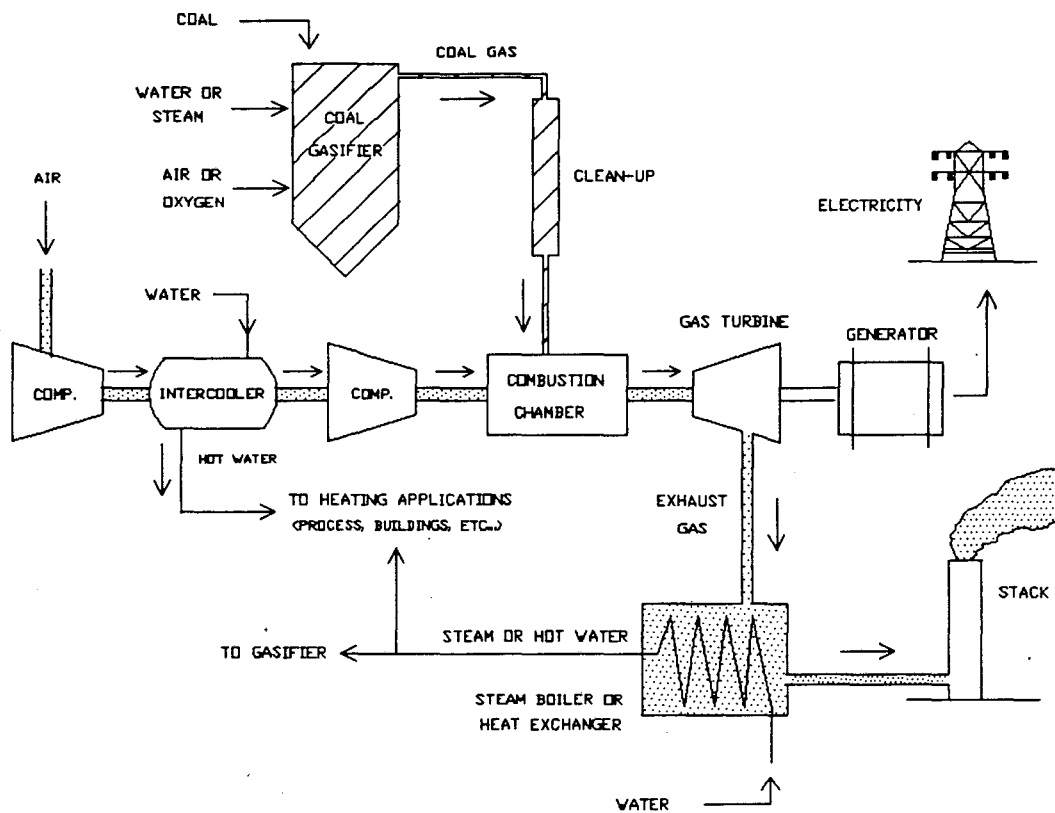 COAL
COAL GAS
WATER OR
STEAM
COAL
GASIFIER
AIR OR
OXYGEN
CLEAN-UP
AIR
ELECTRICITY
WATER
GAS TURBINE
GENERATOR
COMP.
INTERCOOLER
COMP.
COMBUSTION
CHAMBER
HOT WATER
TO HEATING APPLICATIONS
(PROCESS, BUILDINGS, ETC...)
EXHAUST
GAS
STACK
STEAM OR HOT WATER
TO GASIFIER
STEAM BOILER OR
HEAT EXCHANGER
WATER